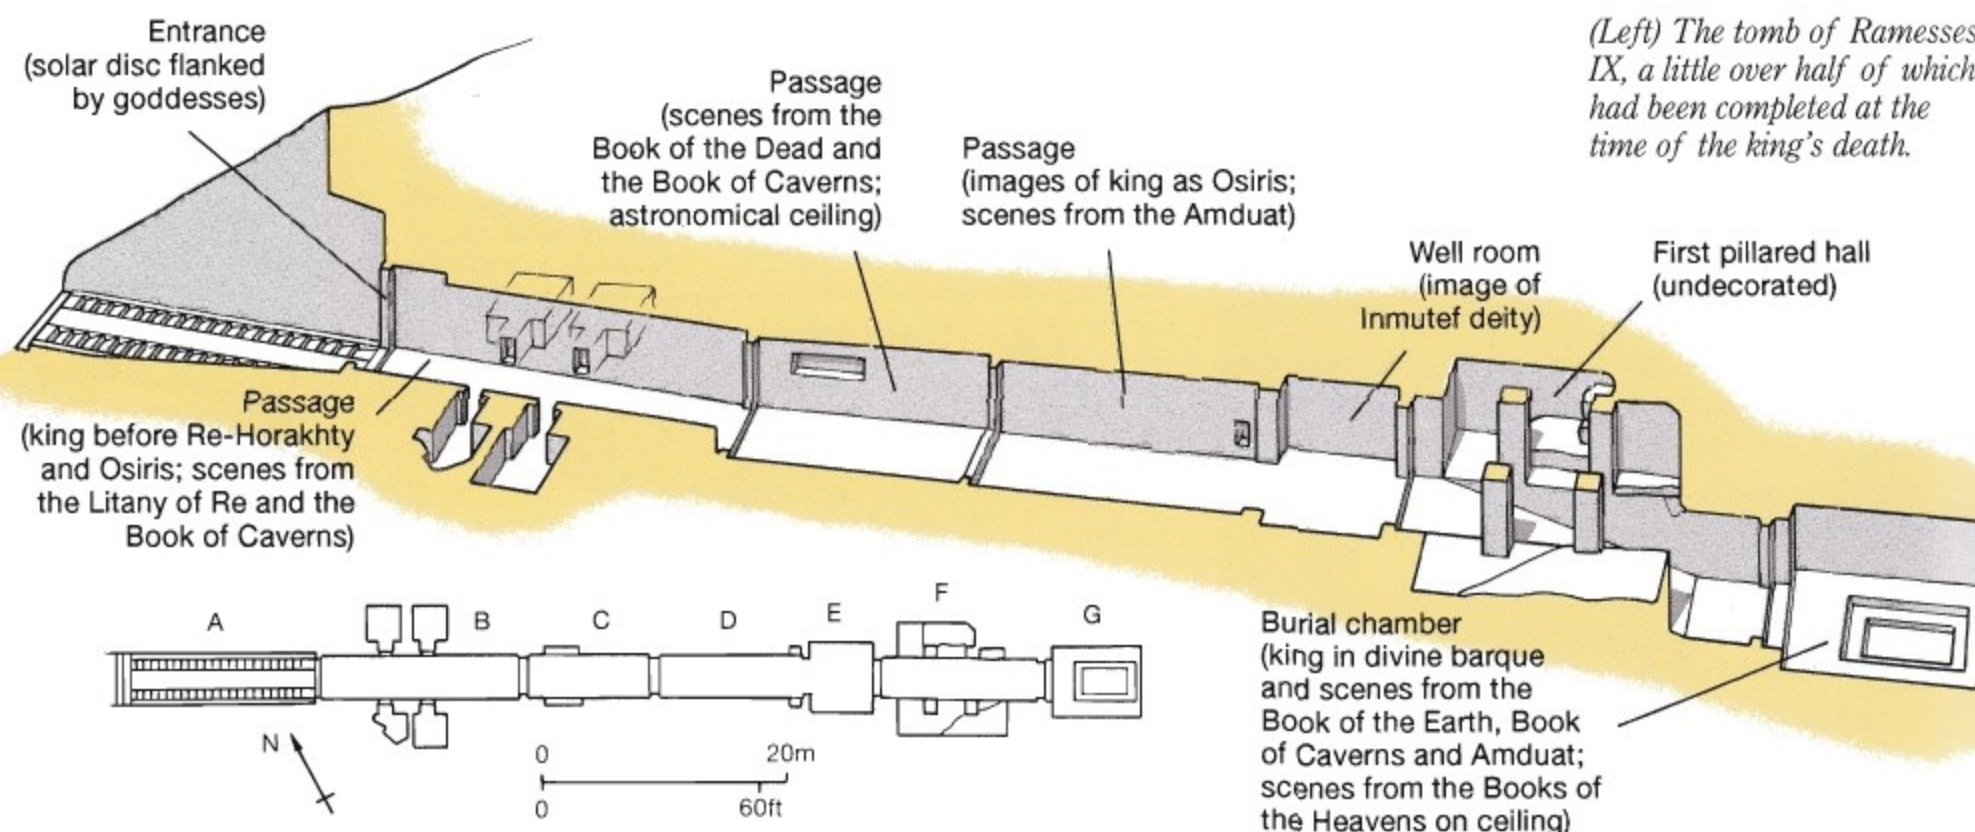 Entrance
(solar disc flanked
by goddesses)
Passage
(scenes from the
Book of the Dead and
the Book of Caverns;
astronomical ceiling)
Passage
(images of king as Osiris;
scenes from the Amduat)
(Left) The tomb of Ramesses
IX, a little over half of which
had been completed at the
time of the king's death.
Well room
(image of
Inmutef deity)
First pillared hall
(undecorated)
Passage
(king before Re-Horakhty
and Osiris; scenes from
the Litany of Re and the
Book of Caverns)
Burial chamber
(king in divine barque
and scenes from the
Book of the Earth, Book
of Caverns and Amduat;
scenes from the Books of
the Heavens on ceiling)
A
B
C
D
E
F
G
N
0
20m
0
60ft